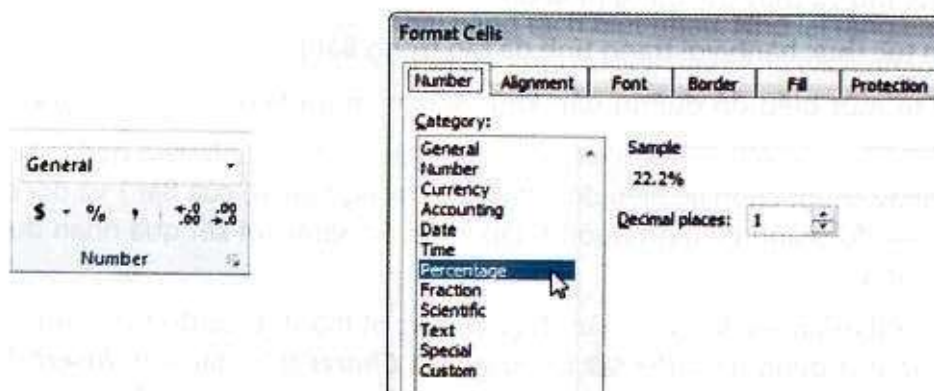 General
$ % ,
Number
Format Cells
Number Alignment Font Border Fill Protection
Category:
General
Number
Currency
Accounting
Date
Time
Percentage
Fraction
Scientific
Text
Special
Custom
Sample
22.2%
Decimal places: 1